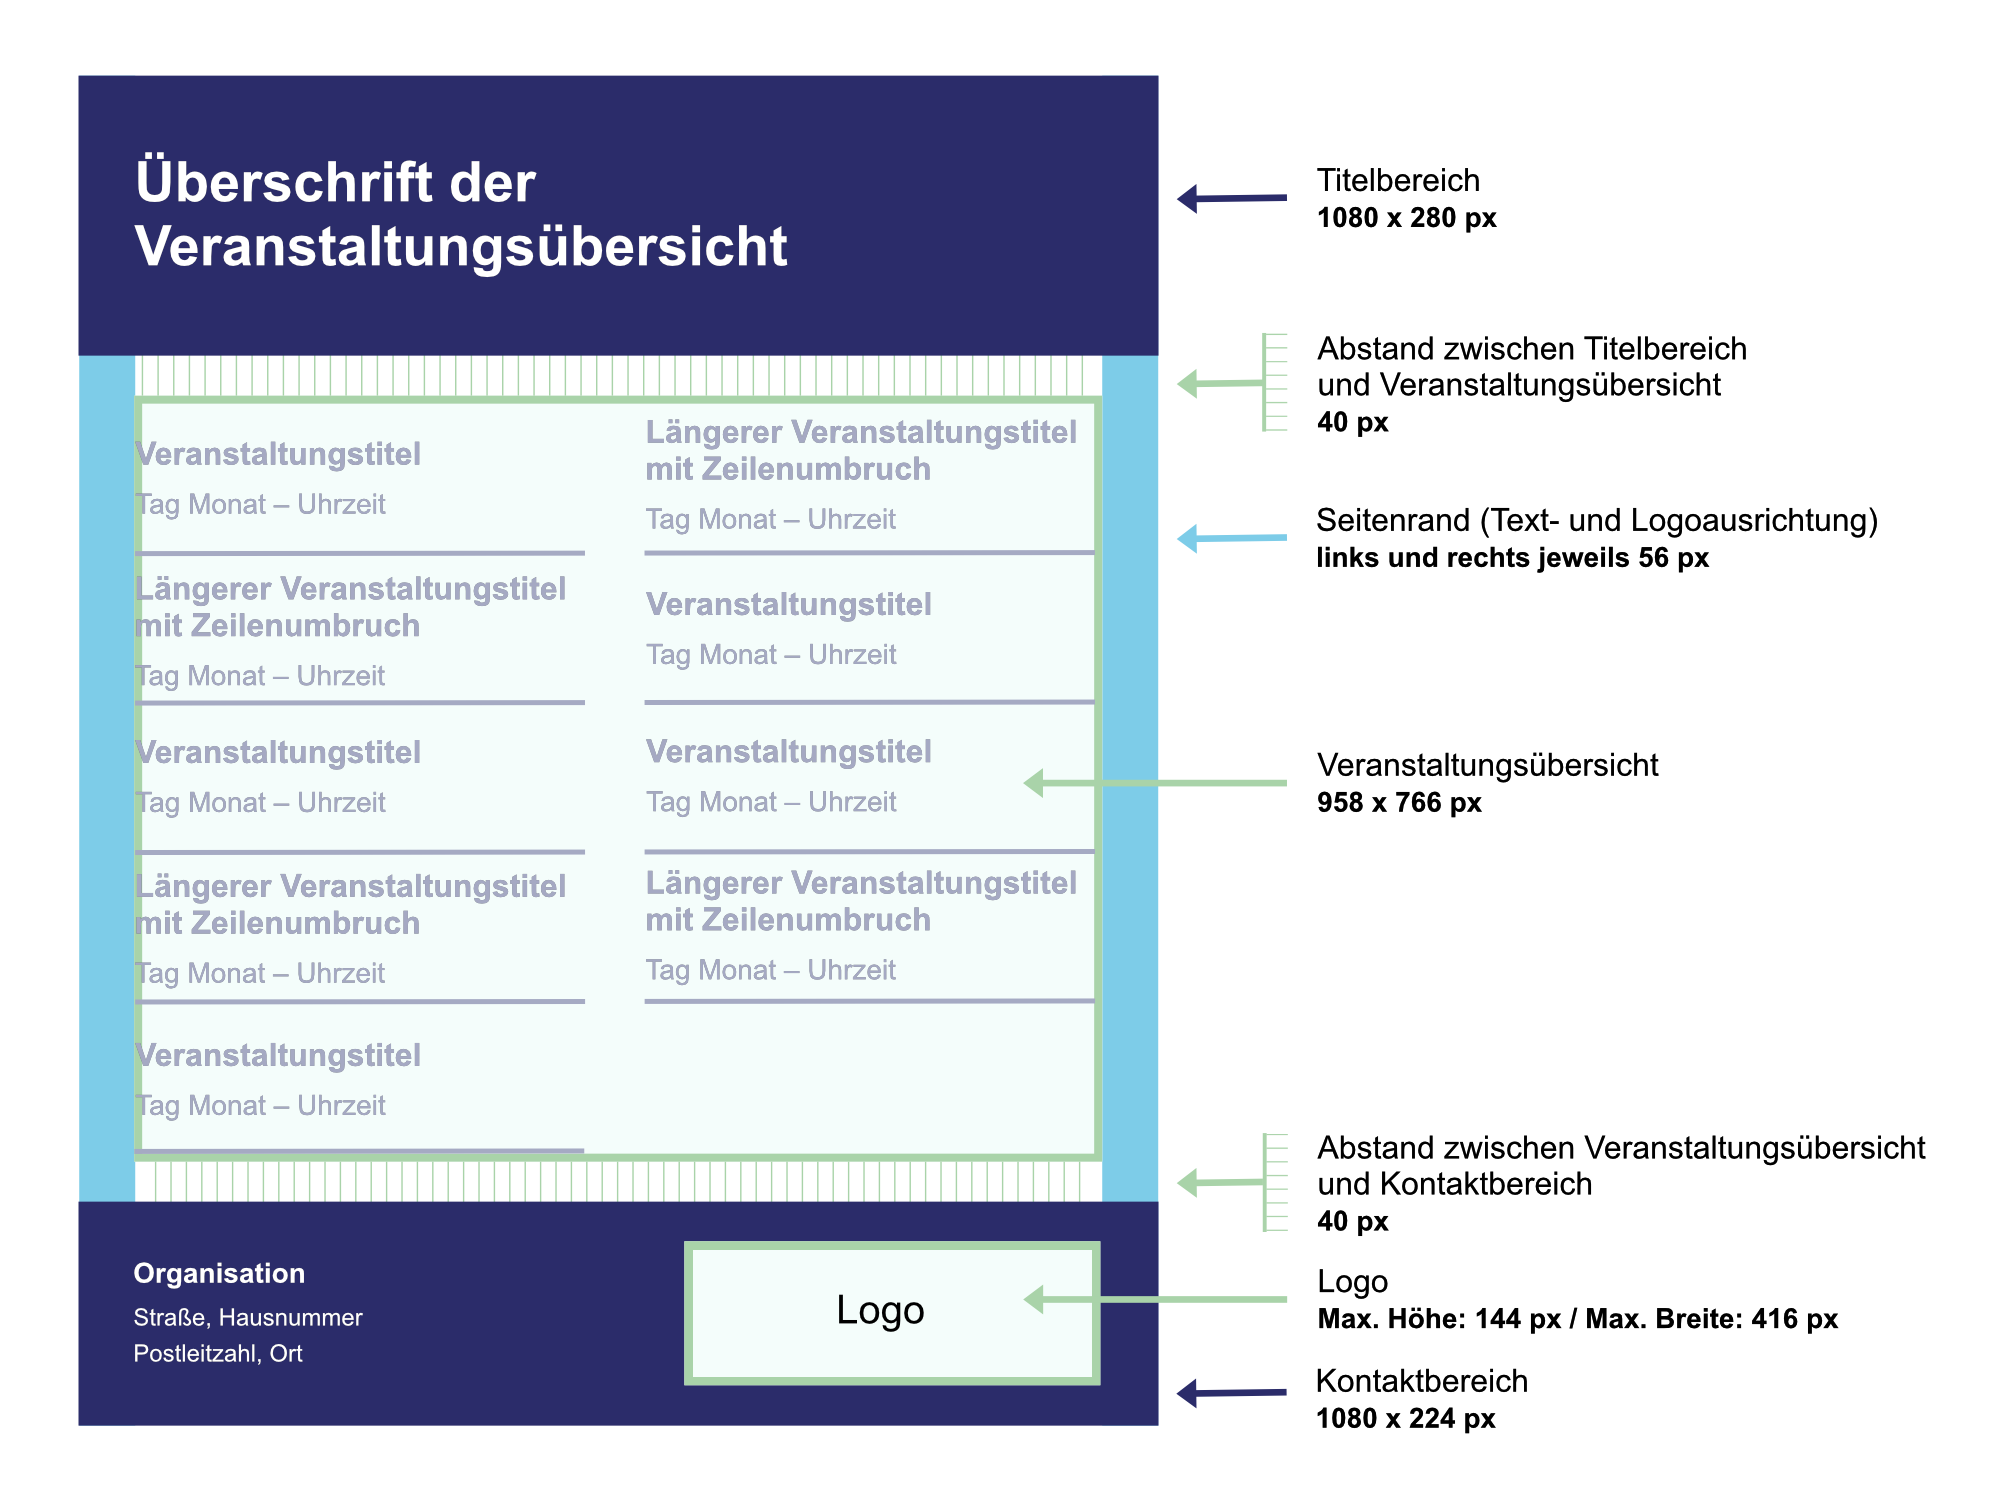 Überschrift der
Veranstaltungsübersicht
Veranstaltungstitel
Tag Monat – Uhrzeit
Längerer Veranstaltungstitel
mit Zeilenumbruch
Tag Monat – Uhrzeit
Veranstaltungstitel
Tag Monat – Uhrzeit
Längerer Veranstaltungstitel
mit Zeilenumbruch
Tag Monat – Uhrzeit
Veranstaltungstitel
Tag Monat – Uhrzeit
Längerer Veranstaltungstitel
mit Zeilenumbruch
Tag Monat – Uhrzeit
Veranstaltungstitel
Tag Monat – Uhrzeit
Veranstaltungstitel
Tag Monat – Uhrzeit
Längerer Veranstaltungstitel
mit Zeilenumbruch
Tag Monat – Uhrzeit
Organisation
Straße, Hausnummer
Postleitzahl, Ort
Logo
Titelbereich
1080 x 280 px
Abstand zwischen Titelbereich
und Veranstaltungsübersicht
40 px
Seitenrand (Text- und Logoausrichtung)
links und rechts jeweils 56 px
Veranstaltungsübersicht
958 x 766 px
Abstand zwischen Veranstaltungsübersicht
und Kontaktbereich
40 px
Logo
Max. Höhe: 144 px / Max. Breite: 416 px
Kontaktbereich
1080 x 224 px